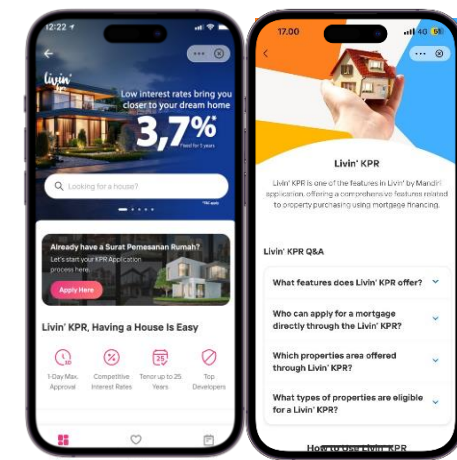 12:22
livin'
kpr
Low interest rates bring you
closer to your dream home
3,7%*
*fixed for 3 years
Looking for a house?
*T&C apply
Already have a Surat Pemesanan Rumah?
Let's start your KPR Application
process here.
Apply Here
Livin' KPR, Having a House Is Easy
1-Day Max.
Approval
Competitive
Interest Rates
25
Tenor up to 25
Years
Top
Developers
17.00
Livin' KPR
Livin' KPR is one of the features in Livin' by Mandiri
application, offering a comprehensive features related
to property purchasing using mortgage financing.
Livin' KPR Q&A
What features does Livin' KPR offer?
Who can apply for a mortgage
directly through the Livin' KPR?
Which properties area offered
through Livin' KPR?
What types of properties are eligible
for a Livin' KPR?
How to Use Livin' KPR